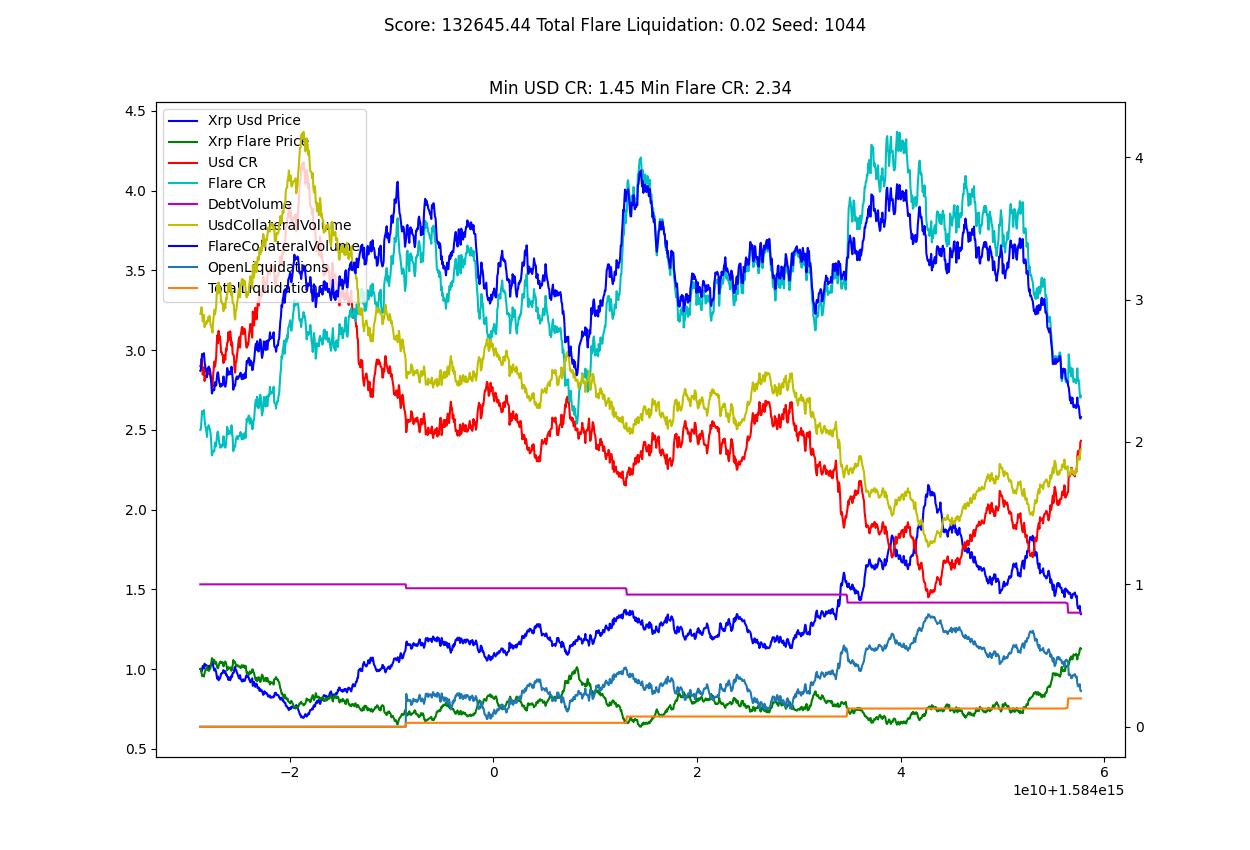 Score: 132645.44 Total Flare Liquidation: 0.02 Seed: 1044
Min USD CR: 1.45 Min Flare CR: 2.34
Xrp Usd Price
Xrp Flare Price
Usd CR
Flare CR
DebtVolume
UsdCollateralVolume
FlareCollateralVolume
OpenLiquidations
TotalLiquidations
4.5
4.0
3.5
3.0
2.5
2.0
1.5
1.0
0.5
4
3
2
1
0
−2
0
2
4
6
1e10+1.584e15